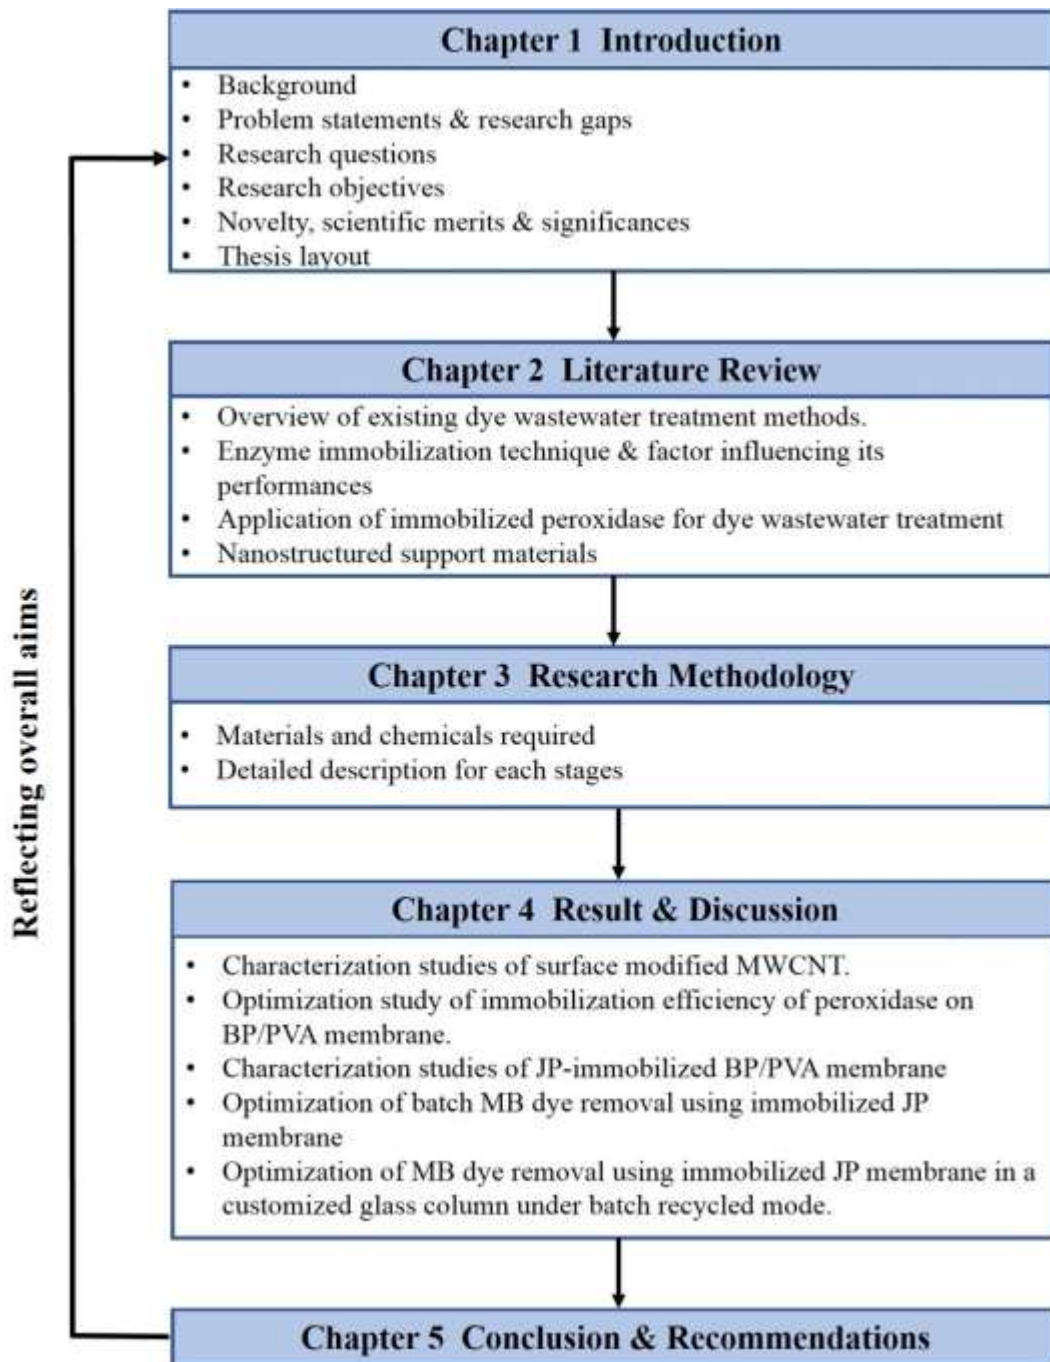 Chapter 1 Introduction
• Background
• Problem statements & research gaps
• Research questions
• Research objectives
• Novelty, scientific merits & significances
• Thesis layout
Chapter 2 Literature Review
• Overview of existing dye wastewater treatment methods.
• Enzyme immobilization technique & factor influencing its
performances
• Application of immobilized peroxidase for dye wastewater treatment
• Nanostructured support materials
Chapter 3 Research Methodology
• Materials and chemicals required
• Detailed description for each stages
Chapter 4 Result & Discussion
• Characterization studies of surface modified MWCNT.
• Optimization study of immobilization efficiency of peroxidase on
BP/PVA membrane.
• Characterization studies of JP-immobilized BP/PVA membrane
• Optimization of batch MB dye removal using immobilized JP
membrane
• Optimization of MB dye removal using immobilized JP membrane in a
customized glass column under batch recycled mode.
Chapter 5 Conclusion & Recommendations
Reflecting overall aims